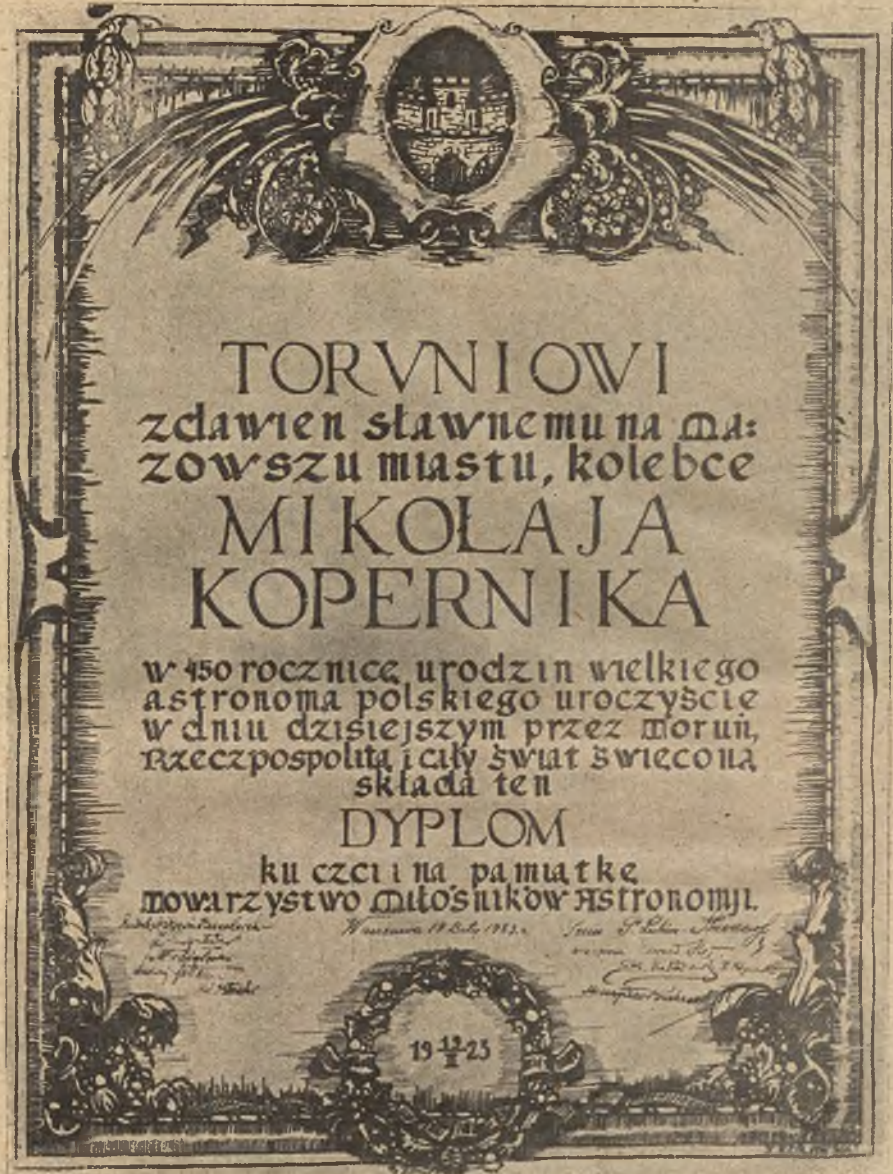 TORVNIOWI
zdawien sławnemu na Ma:
zowszu miastu, kolebce
MIKOŁAJA
KOPERNIKA
w 450 rocznicę urodzin wielkiego
astronoma polskiego uroczyście
w dniu dzisiejszym przez Toruń,
Rzeczpospolitą i cały świat święconą
składa ten
DYPLOM
ku czci i na pamiątkę
Towarzystwo Miłośników Astronomji.
Warszawa 19
19 19/II 23